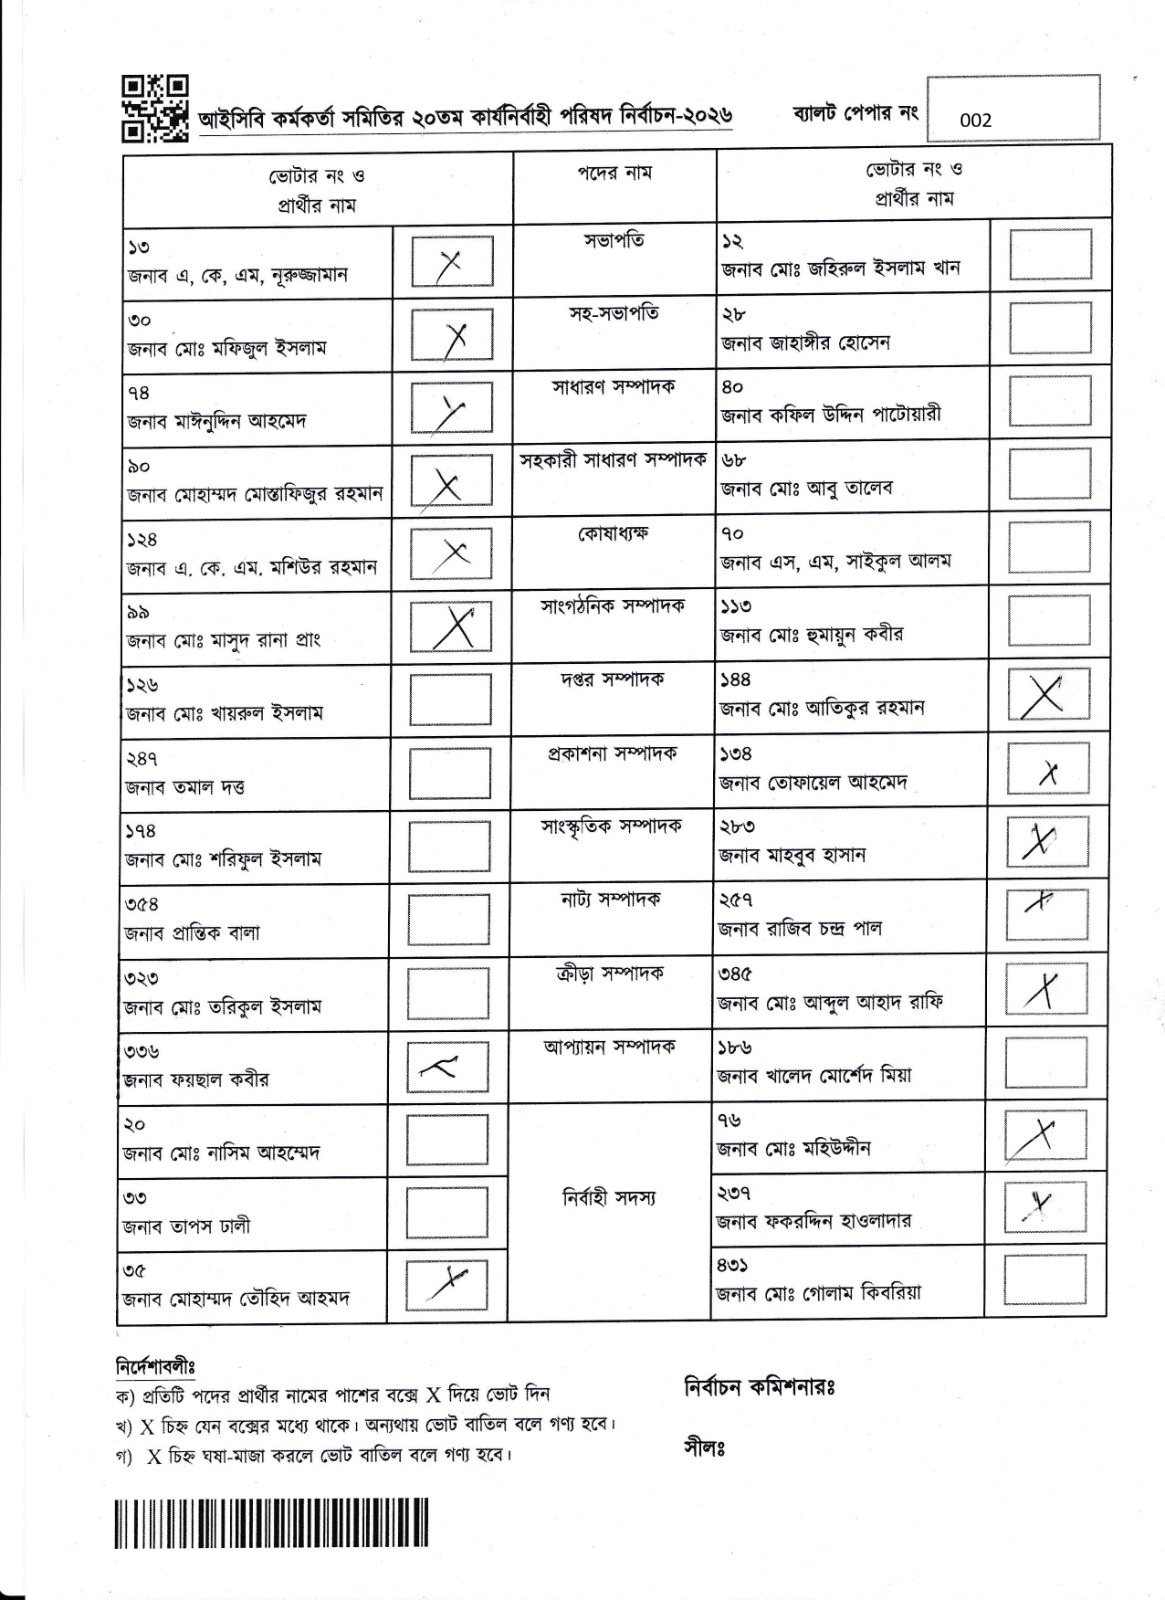 আইসিবি কর্মকর্তা সমিতির ২০তম কার্যনির্বাহী পরিষদ নির্বাচন-২০২৬
ব্যালট পেপার নং
002
ভোটার নং ও
প্রার্থীর নাম
পদের নাম
ভোটার নং ও
প্রার্থীর নাম
১৩
জনাব এ, কে, এম, নূরুজ্জামান
X
সভাপতি
১২
জনাব মোঃ জহিরুল ইসলাম খান
৩০
জনাব মোঃ মফিজুল ইসলাম
X
সহ-সভাপতি
২৮
জনাব জাহাঙ্গীর হোসেন
৭৪
জনাব মাঈনুদ্দিন আহমেদ
X
সাধারণ সম্পাদক
৪০
জনাব কফিল উদ্দিন পাটোয়ারী
৯০
জনাব মোহাম্মদ মোস্তাফিজুর রহমান
X
সহকারী সাধারণ সম্পাদক
৬৮
জনাব মোঃ আবু তালেব
১২৪
জনাব এ. কে. এম. মশিউর রহমান
X
কোষাধ্যক্ষ
৭০
জনাব এস, এম, সাইকুল আলম
৯৯
জনাব মোঃ মাসুদ রানা প্রাং
X
সাংগঠনিক সম্পাদক
১১৩
জনাব মোঃ হুমায়ুন কবীর
১২৬
জনাব মোঃ খায়রুল ইসলাম
দপ্তর সম্পাদক
১৪৪
জনাব মোঃ আতিকুর রহমান
X
২৪৭
জনাব তমাল দত্ত
প্রকাশনা সম্পাদক
১৩৪
জনাব তোফায়েল আহমেদ
X
১৭৪
জনাব মোঃ শরিফুল ইসলাম
সাংস্কৃতিক সম্পাদক
২৮৩
জনাব মাহবুব হাসান
X
৩৫৪
জনাব প্রান্তিক বালা
নাট্য সম্পাদক
২৫৭
জনাব রাজিব চন্দ্র পাল
X
৩২৩
জনাব মোঃ তরিকুল ইসলাম
ক্রীড়া সম্পাদক
৩৪৫
জনাব মোঃ আব্দুল আহাদ রাফি
X
৩৩৬
জনাব ফয়ছাল কবীর
X
আপ্যায়ন সম্পাদক
১৮৬
জনাব খালেদ মোর্শেদ মিয়া
২০
জনাব মোঃ নাসিম আহম্মেদ
৭৬
জনাব মোঃ মহিউদ্দীন
X
৩৩
জনাব তাপস ঢালী
নির্বাহী সদস্য
২৩৭
জনাব ফকরদ্দিন হাওলাদার
X
৩৫
জনাব মোহাম্মদ তৌহিদ আহমদ
X
৪৩১
জনাব মোঃ গোলাম কিবরিয়া
নির্দেশাবলীঃ
ক) প্রতিটি পদের প্রার্থীর নামের পাশের বক্সে X দিয়ে ভোট দিন
খ) X চিহ্ন যেন বক্সের মধ্যে থাকে। অন্যথায় ভোট বাতিল বলে গণ্য হবে।
গ) X চিহ্ন ঘষা-মাজা করলে ভোট বাতিল বলে গণ্য হবে।
নির্বাচন কমিশনারঃ
সীলঃ